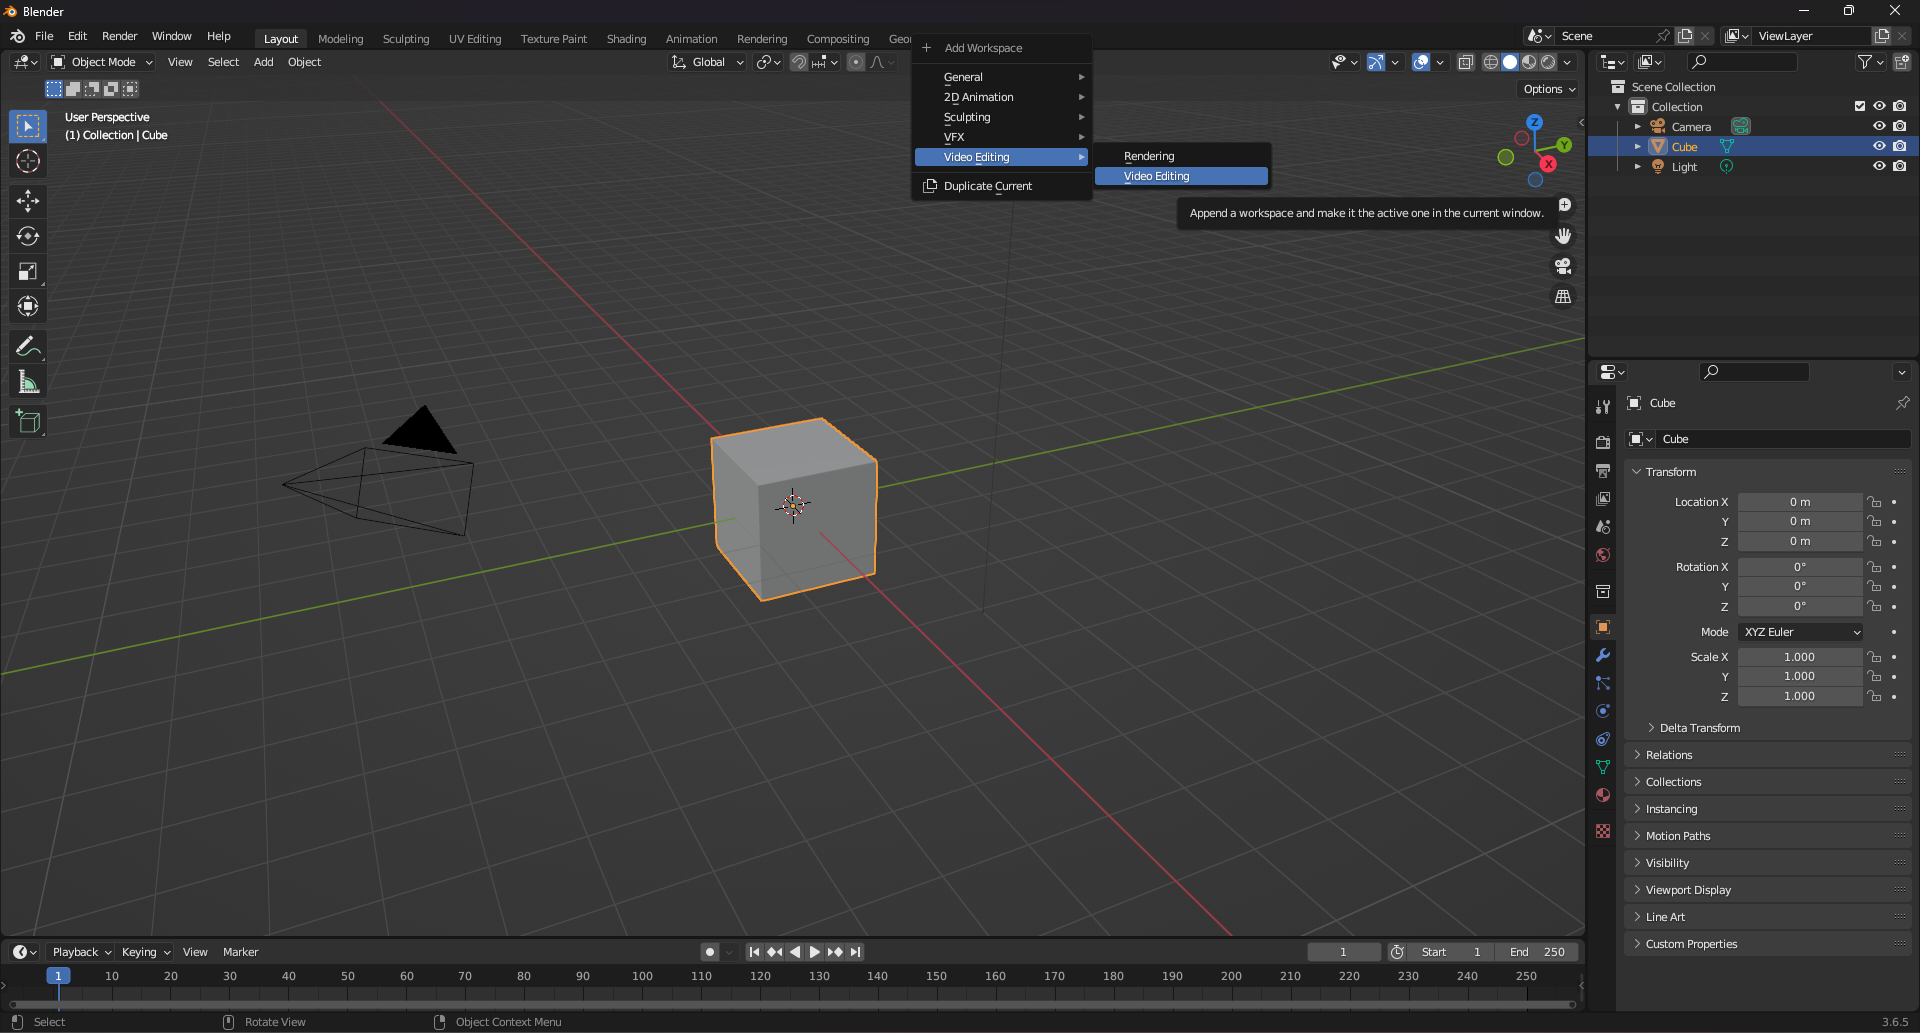 Blender
File Edit Render Window Help Layout Modeling Sculpting UV Editing Texture Paint Shading Animation Rendering Compositing Geo
Scene ViewLayer
Object Mode View Select Add Object Global
Options
User Perspective
(1) Collection | Cube
Add Workspace
General
2D Animation
Sculpting
VFX
Video Editing
Duplicate Current
Rendering
Video Editing
Append a workspace and make it the active one in the current window.
Z
Y
X
Scene Collection
Collection
Camera
Cube
Light
Cube
Cube
Transform
Location X 0 m
Y 0 m
Z 0 m
Rotation X 0°
Y 0°
Z 0°
Mode XYZ Euler
Scale X 1.000
Y 1.000
Z 1.000
Delta Transform
Relations
Collections
Instancing
Motion Paths
Visibility
Viewport Display
Line Art
Custom Properties
Playback Keying View Marker 1 Start 1 End 250
1 10 20 30 40 50 60 70 80 90 100 110 120 130 140 150 160 170 180 190 200 210 220 230 240 250
Select Rotate View Object Context Menu 3.6.5